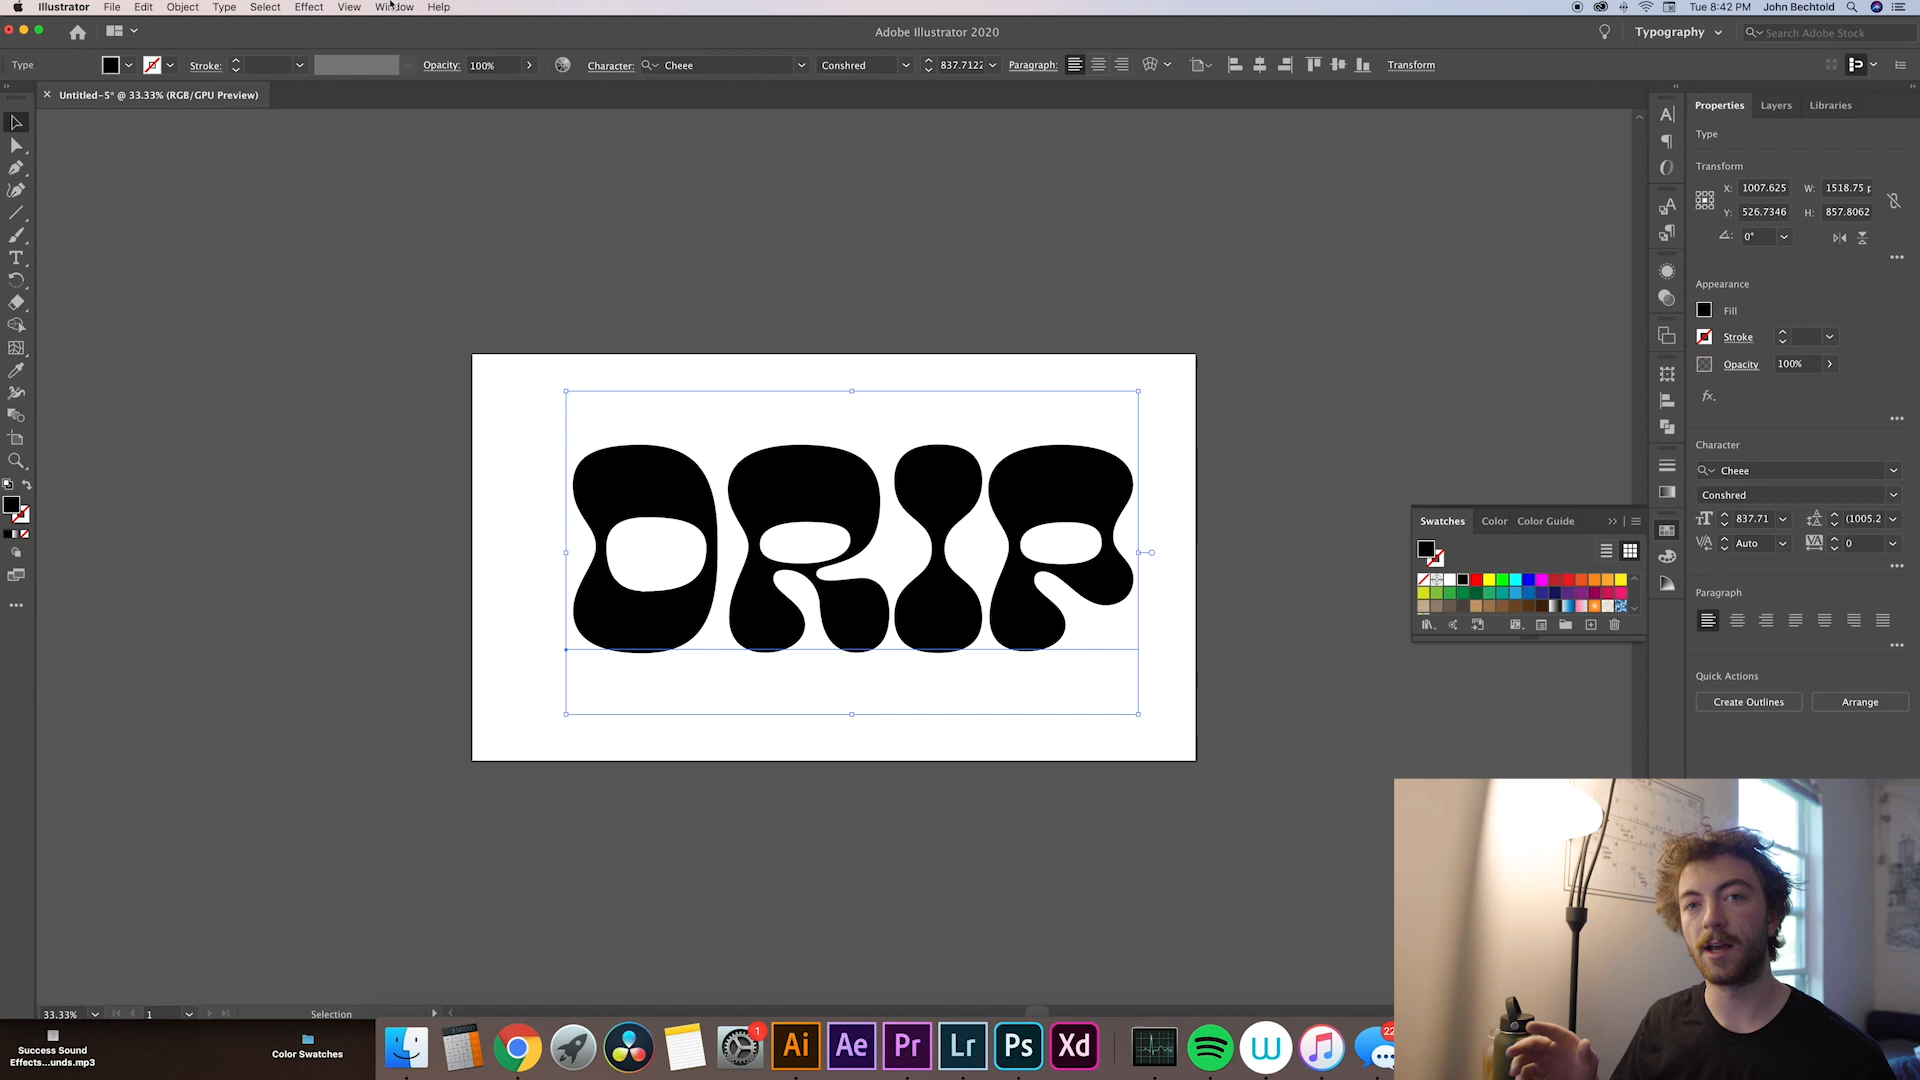 Illustrator File Edit Object Type Select Effect View Window Help
Tue 8:42 PM John Bechtold
Adobe Illustrator 2020
Typography
Search Adobe Stock
Type
Stroke:
Opacity: 100%
Character: Cheee
Conshred
837.712
Paragraph:
Transform
× Untitled-5* @ 33.33% (RGB/GPU Preview)
Properties Layers Libraries
Type
Transform
X: 1007.625 W: 1518.75 p
Y: 526.7346 H: 857.8062
0°
Appearance
Fill
Stroke
Opacity 100%
fx.
Character
Cheee
Conshred
837.71 (1005.2
Auto 0
Paragraph
Quick Actions
Create Outlines Arrange
DRIP
Swatches Color Color Guide
33.33% 1 Selection
Success Sound
Effects...unds.mp3
Color Swatches
1
Ai Ae Pr Lr Ps Xd
22